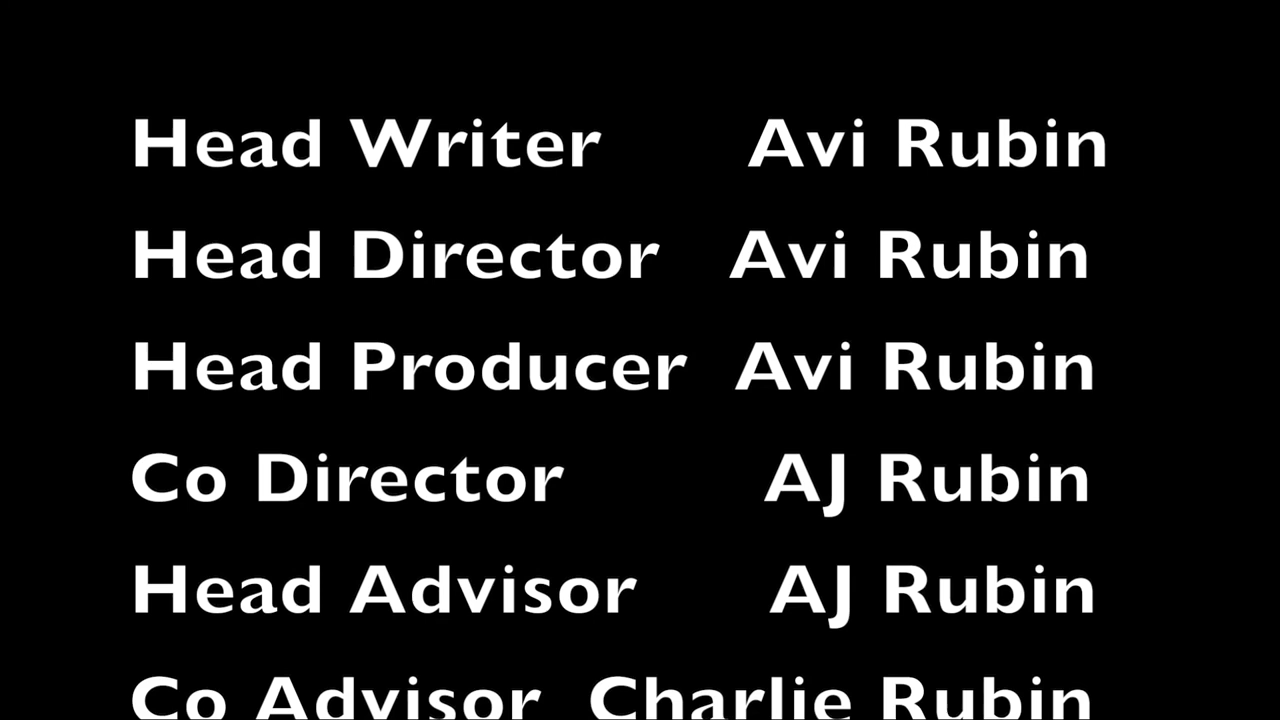 Head Writer Avi Rubin
Head Director Avi Rubin
Head Producer Avi Rubin
Co Director AJ Rubin
Head Advisor AJ Rubin
Co Advisor Charlie Rubin